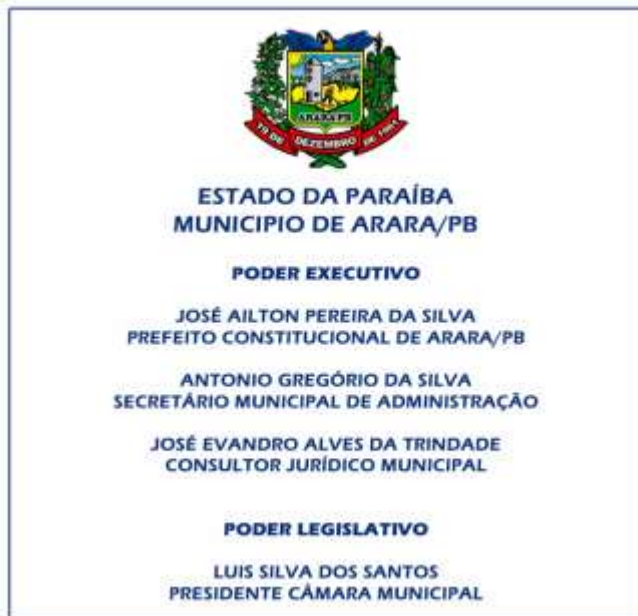 ARARA/PB
19 DE DEZEMBRO DE 1961
ESTADO DA PARAÍBA
MUNICIPIO DE ARARA/PB
PODER EXECUTIVO
JOSÉ AILTON PEREIRA DA SILVA
PREFEITO CONSTITUCIONAL DE ARARA/PB
ANTONIO GREGÓRIO DA SILVA
SECRETÁRIO MUNICIPAL DE ADMINISTRAÇÃO
JOSÉ EVANDRO ALVES DA TRINDADE
CONSULTOR JURÍDICO MUNICIPAL
PODER LEGISLATIVO
LUIS SILVA DOS SANTOS
PRESIDENTE CÂMARA MUNICIPAL